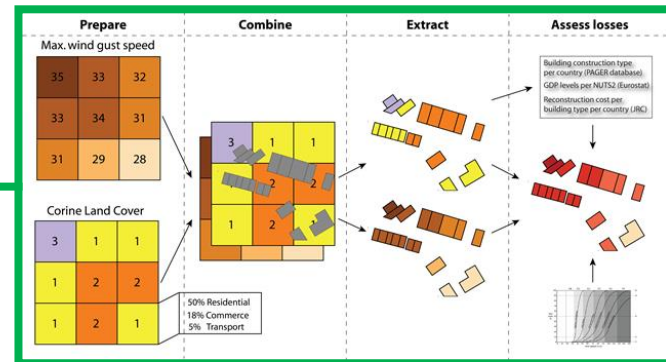 Prepare
Combine
Extract
Assess losses
Max. wind gust speed
35 33 32
33 34 31
31 29 28
Corine Land Cover
3 1 1
1 2 2
1 2 1
50% Residential
18% Commerce
5% Transport
3 1 1
1 2 2
1 2
Building construction type
per country (PAGER database)
GDP levels per NUTS2 (Eurostat)
Reconstruction cost per
building type per country (JRC)